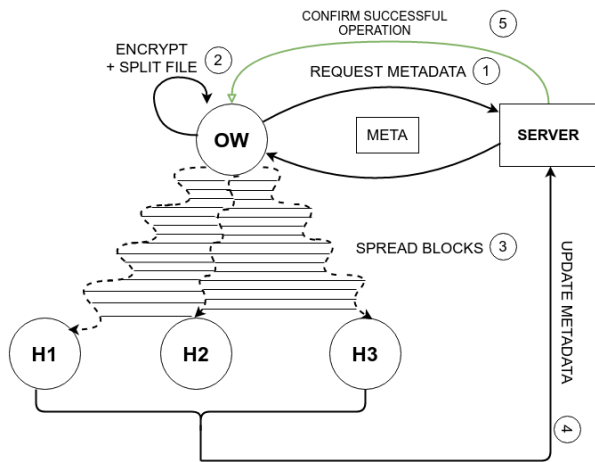 CONFIRM SUCCESSFUL
OPERATION
5
ENCRYPT
+ SPLIT FILE
2
REQUEST METADATA
1
OW
META
SERVER
SPREAD BLOCKS
3
UPDATE METADATA
H1
H2
H3
4